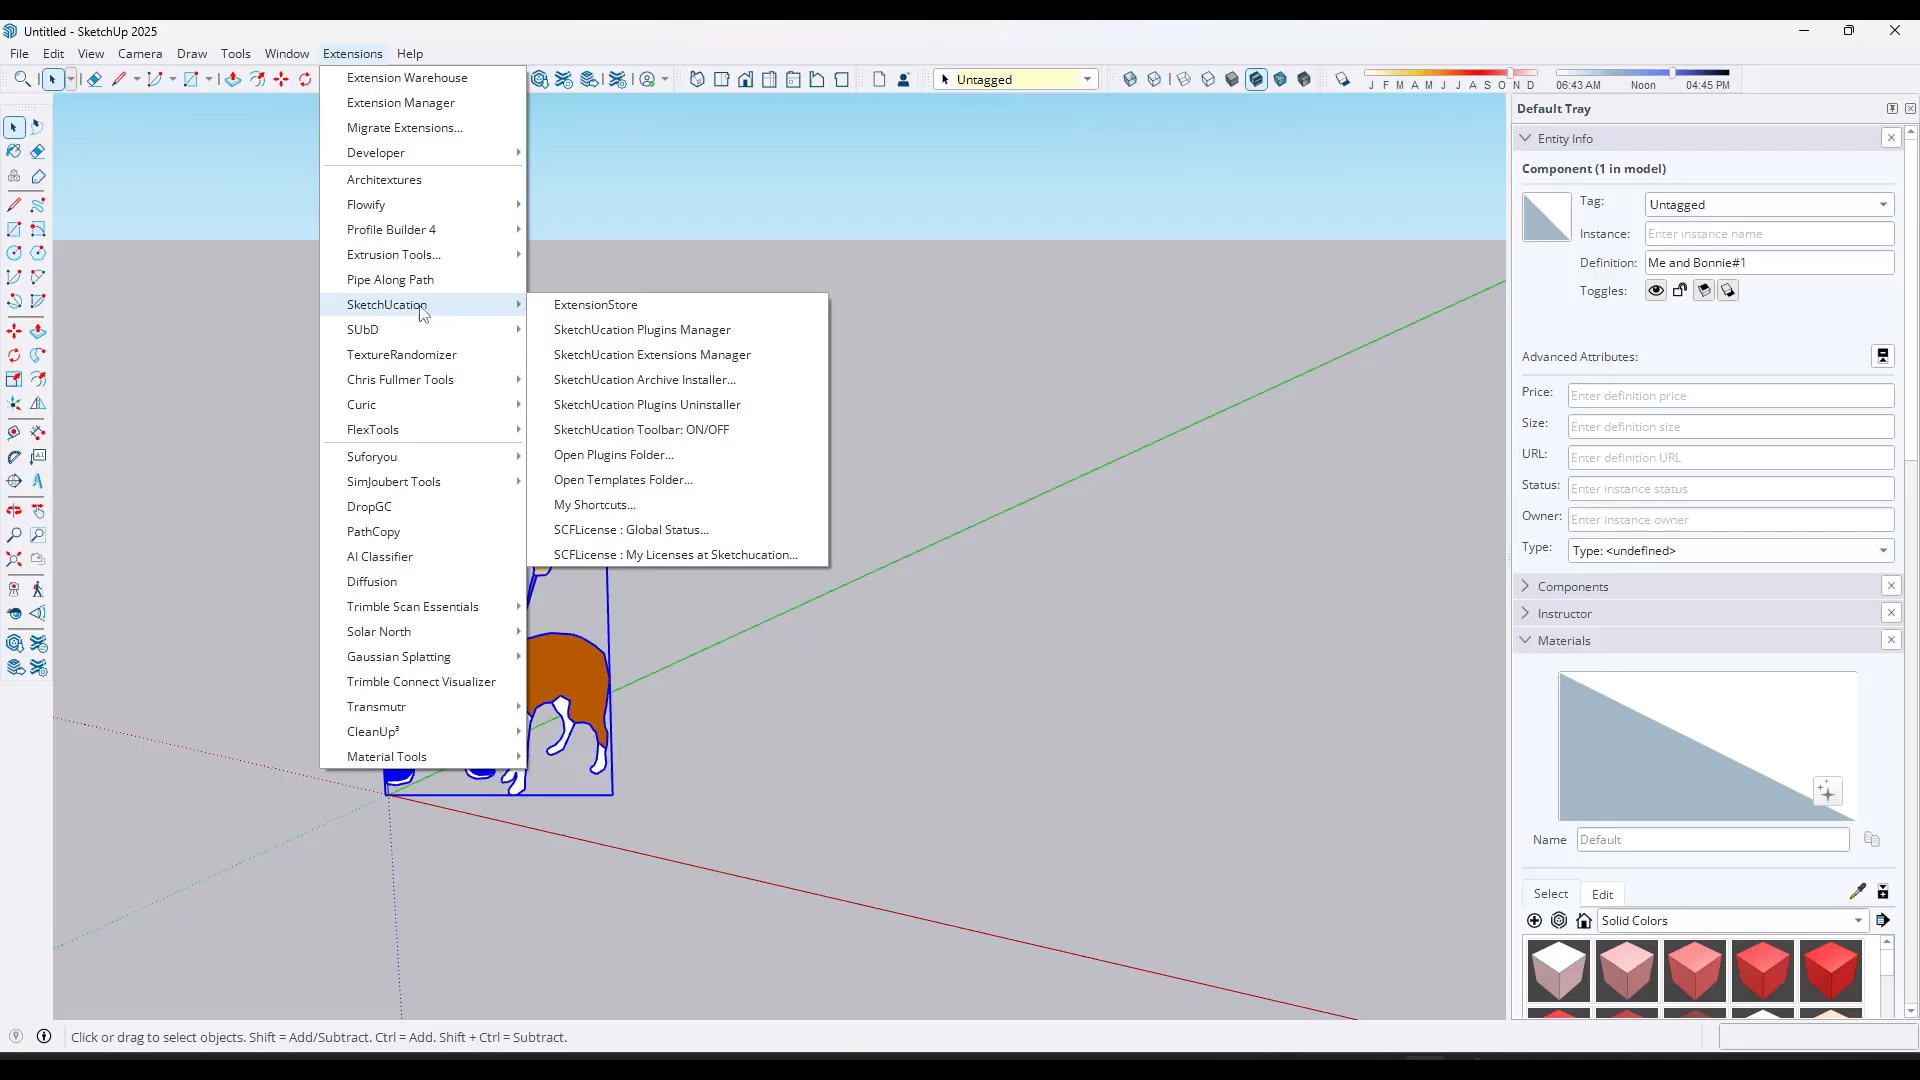 Untitled - SketchUp 2025
File Edit View Camera Draw Tools Window Extensions Help
Untagged
J F M A M J J A S O N D
06:43 AM Noon 04:45 PM
Extension Warehouse
Extension Manager
Migrate Extensions...
Developer
Architextures
Flowify
Profile Builder 4
Extrusion Tools...
Pipe Along Path
SketchUcation
SUbD
TextureRandomizer
Chris Fullmer Tools
Curic
FlexTools
Suforyou
SimJoubert Tools
DropGC
PathCopy
AI Classifier
Diffusion
Trimble Scan Essentials
Solar North
Gaussian Splatting
Trimble Connect Visualizer
Transmutr
CleanUp³
Material Tools
ExtensionStore
SketchUcation Plugins Manager
SketchUcation Extensions Manager
SketchUcation Archive Installer...
SketchUcation Plugins Uninstaller
SketchUcation Toolbar: ON/OFF
Open Plugins Folder...
Open Templates Folder...
My Shortcuts...
SCFLicense : Global Status...
SCFLicense : My Licenses at Sketchucation...
Default Tray
Entity Info
Component (1 in model)
Tag: Untagged
Instance: Enter instance name
Definition: Me and Bonnie#1
Toggles:
Advanced Attributes:
Price: Enter definition price
Size: Enter definition size
URL: Enter definition URL
Status: Enter instance status
Owner: Enter instance owner
Type: Type: <undefined>
Components
Instructor
Materials
Name Default
Select Edit
Solid Colors
Click or drag to select objects. Shift = Add/Subtract. Ctrl = Add. Shift + Ctrl = Subtract.